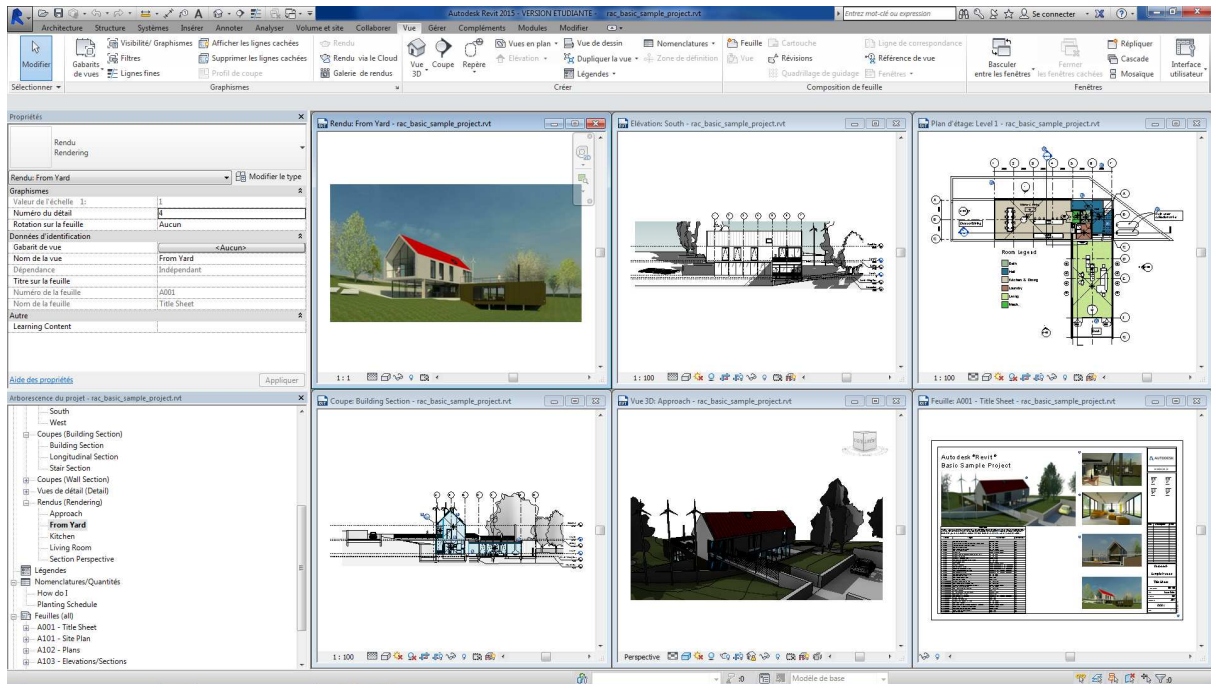 Autodesk Revit 2015 - VERSION ETUDIANTE - rac_basic_sample_project.rvt
Entrez mot-clé ou expression
Se connecter
Architecture Structure Systèmes Insérer Annoter Analyser Volume et site Collaborer Vue Gérer Compléments Modules Modifier
Modifier
Gabarits de vues
Visibilité/ Graphismes
Filtres
Lignes fines
Afficher les lignes cachées
Supprimer les lignes cachées
Profil de coupe
Rendu
Rendu via le Cloud
Galerie de rendus
Vue 3D
Coupe
Repère
Vues en plan
Élévation
Vue de dessin
Dupliquer la vue
Légendes
Nomenclatures
Zone de définition
Feuille
Vue
Cartouche
Révisions
Quadrillage de guidage
Ligne de correspondance
Référence de vue
Fenêtres
Basculer entre les fenêtres
Fermer les fenêtres cachées
Répliquer
Cascade
Mosaïque
Interface utilisateur
Sélectionner
Graphismes
Créer
Composition de feuille
Fenêtres
Propriétés
Rendu
Rendering
Rendu: From Yard
Modifier le type
Graphismes
Valeur de l'échelle 1: 1
Numéro du détail 4
Rotation sur la feuille Aucun
Données d'identification
Gabarit de vue <Aucun>
Nom de la vue From Yard
Dépendance Indépendant
Titre sur la feuille
Numéro de la feuille A001
Nom de la feuille Title Sheet
Autre
Learning Content
Aide des propriétés
Appliquer
Arborescence du projet - rac_basic_sample_project.rvt
South
West
Coupes (Building Section)
Building Section
Longitudinal Section
Stair Section
Coupes (Wall Section)
Vues de détail (Detail)
Rendus (Rendering)
Approach
From Yard
Kitchen
Living Room
Section Perspective
Légendes
Nomenclatures/Quantités
How do I
Planting Schedule
Feuilles (all)
A001 - Title Sheet
A101 - Site Plan
A102 - Plans
A103 - Elevations/Sections
Rendu: From Yard - rac_basic_sample_project.rvt
1 : 1
Elévation: South - rac_basic_sample_project.rvt
1 : 100
Plan d'étage: Level 1 - rac_basic_sample_project.rvt
Room Legend
Bath
Hall
Kitchen & Dining
Laundry
Living
Mech.
1 : 100
Coupe: Building Section - rac_basic_sample_project.rvt
1 : 100
Vue 3D: Approach - rac_basic_sample_project.rvt
Perspective
Feuille: A001 - Title Sheet - rac_basic_sample_project.rvt
Autodesk® Revit®
Basic Sample Project
AUTODESK
:0
Modèle de base
:0